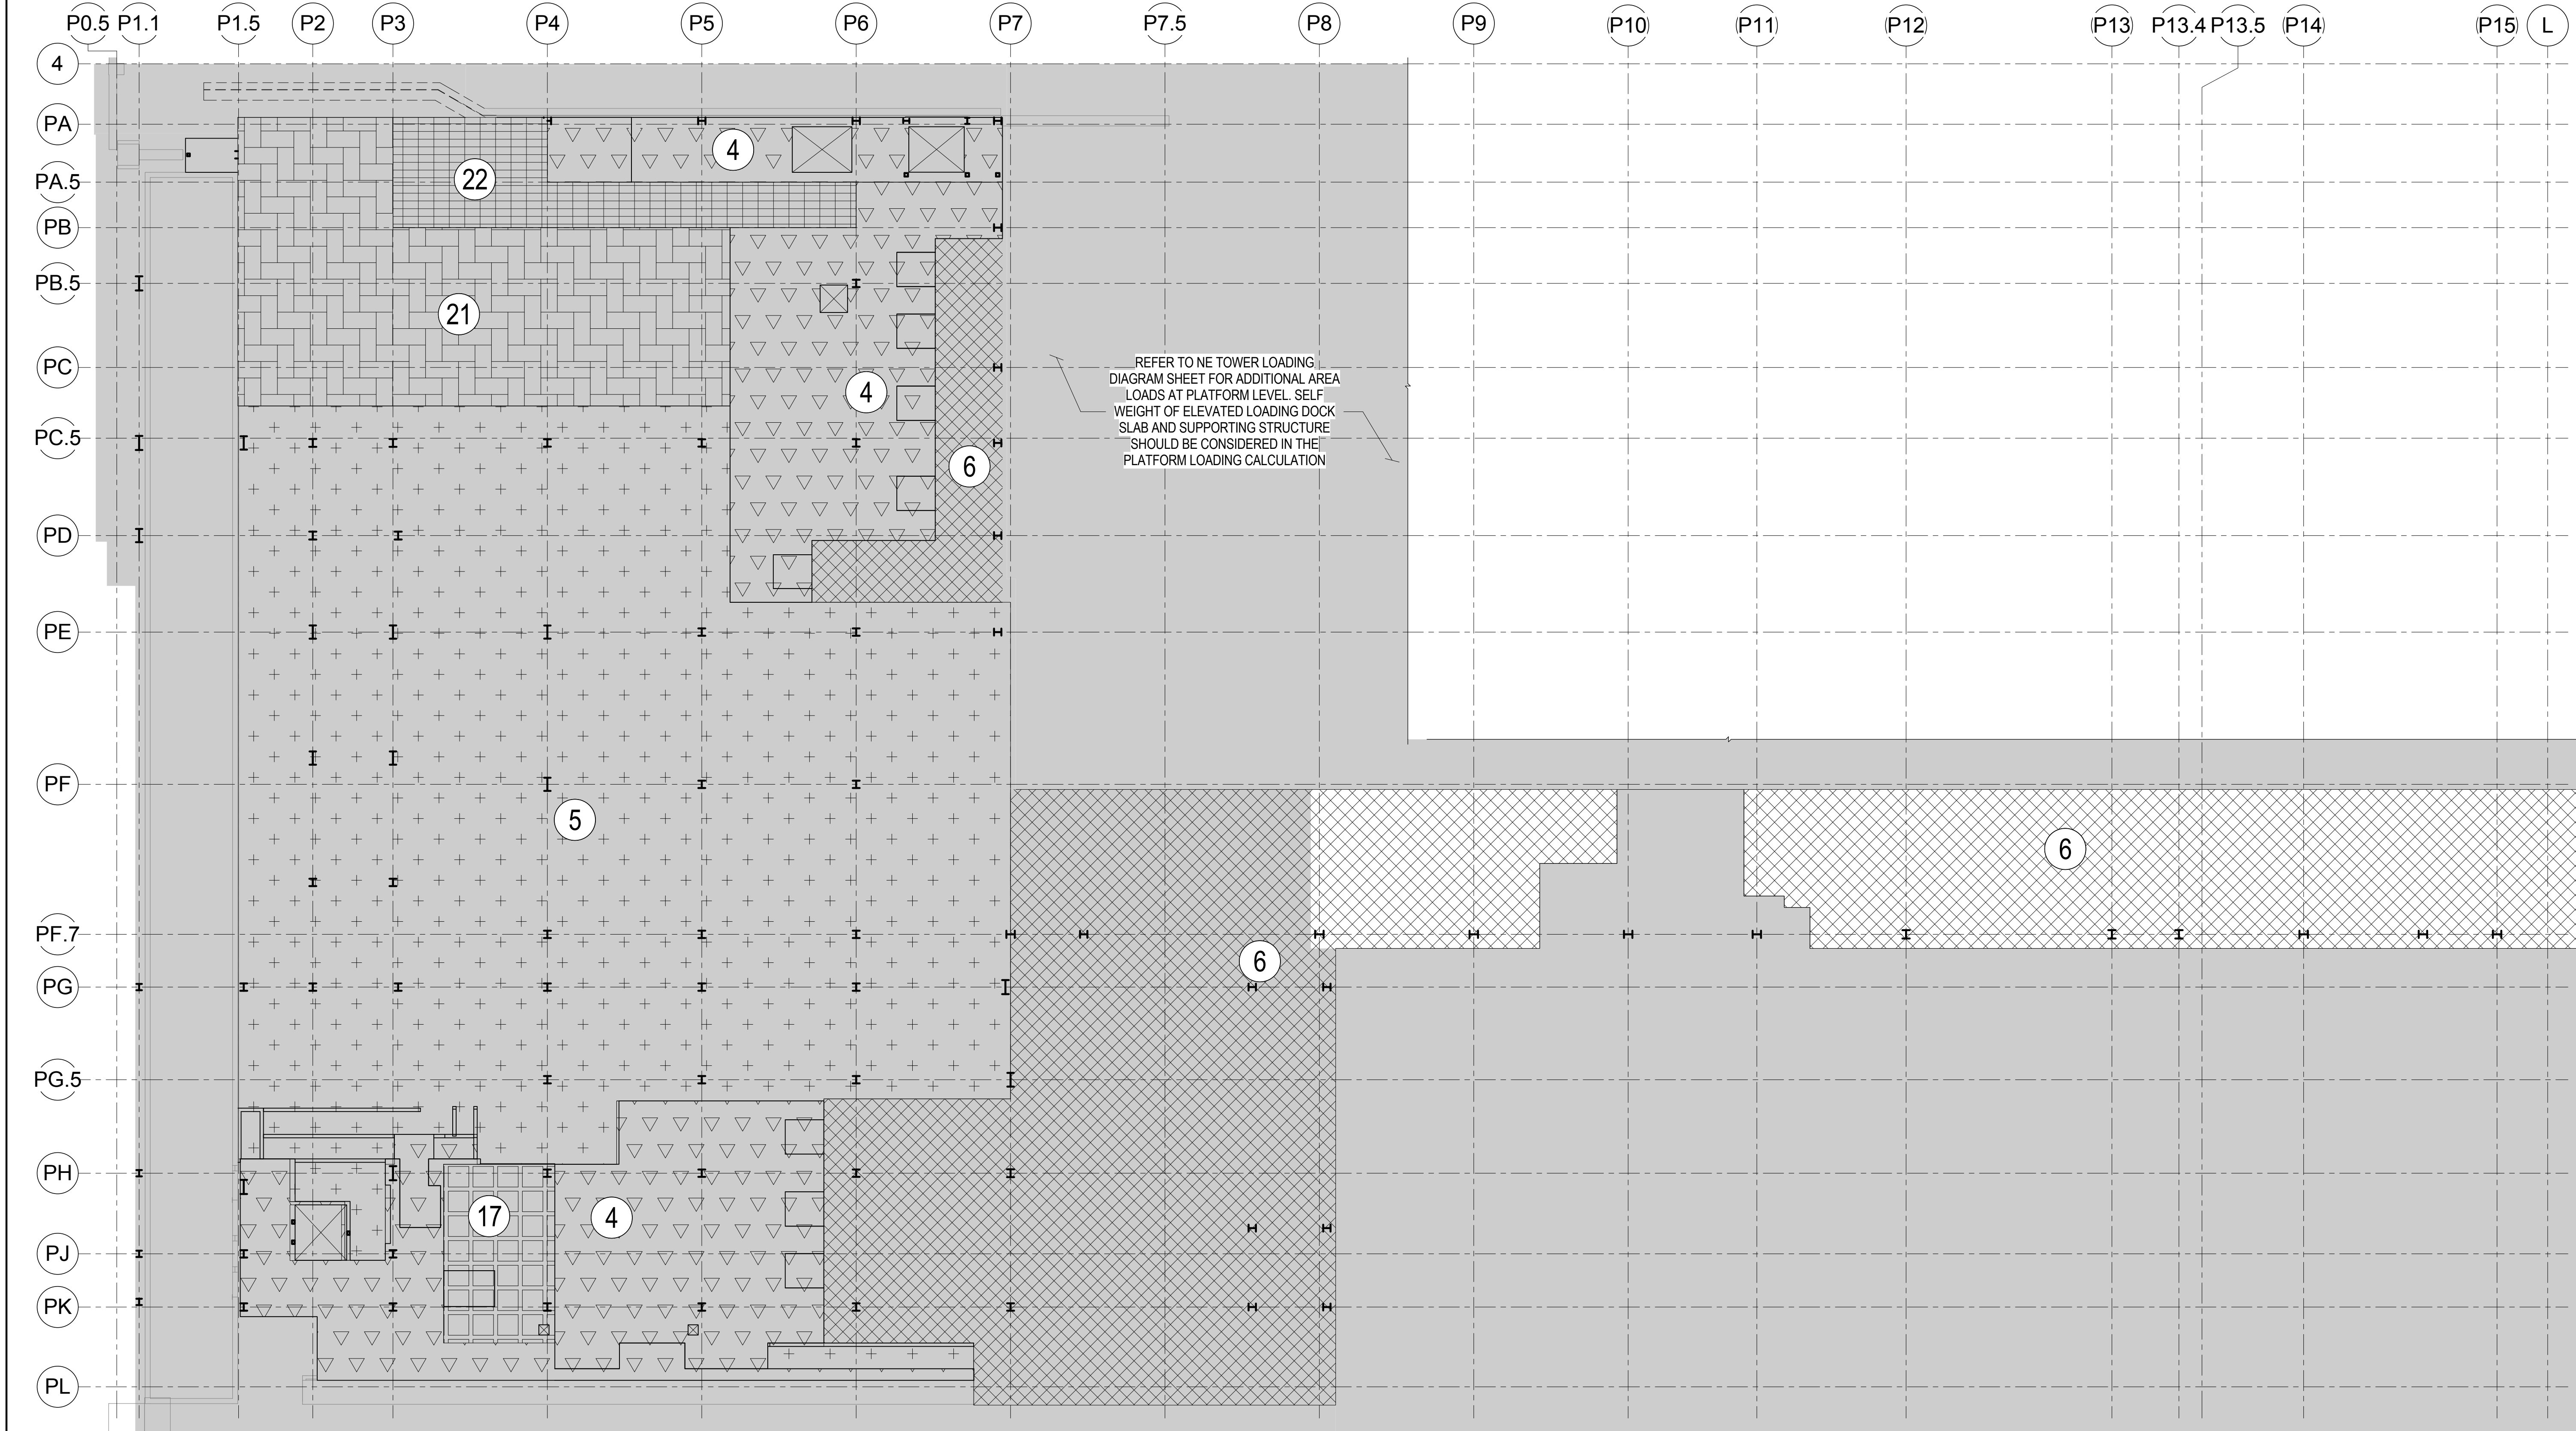 P0.5 P1.1 P1.5 P2 P3 P4 P5 P6 P7 P7.5 P8 P9 (P10) (P11) (P12) (P13) P13.4 P13.5 (P14) (P15) L
4
PA
4
22
PA.5
PB
PB.5
21
PC
REFER TO NE TOWER LOADING
DIAGRAM SHEET FOR ADDITIONAL AREA
LOADS AT PLATFORM LEVEL. SELF
WEIGHT OF ELEVATED LOADING DOCK
SLAB AND SUPPORTING STRUCTURE
SHOULD BE CONSIDERED IN THE
PLATFORM LOADING CALCULATION
4
PC.5
6
PD
PE
PF
5
6
PF.7
6
PG
PG.5
PH
17
4
PJ
PK
PL